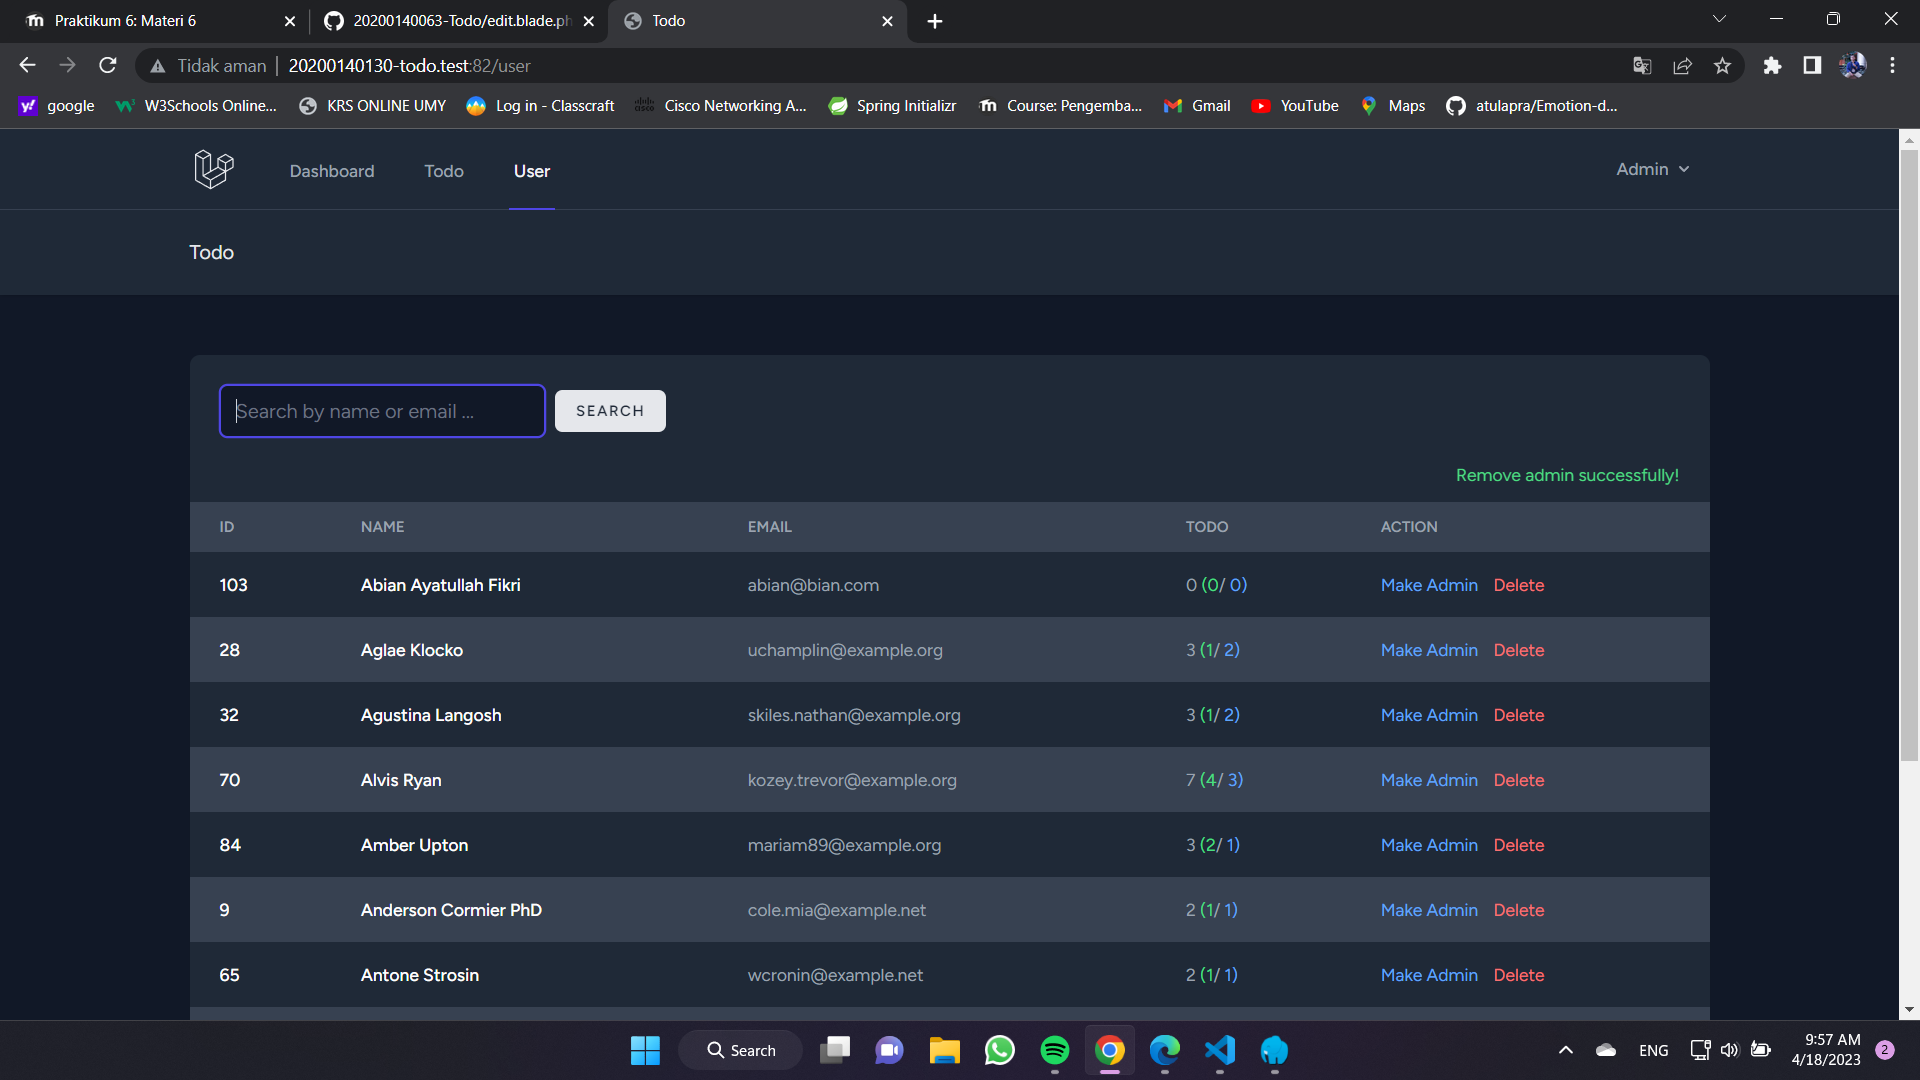 Praktikum 6: Materi 6
20200140063-Todo/edit.blade.ph
Todo
Tidak aman
20200140130-todo.test:82/user
google
W3Schools Online...
KRS ONLINE UMY
Log in - Classcraft
Cisco Networking A...
Spring Initializr
Course: Pengemba...
Gmail
YouTube
Maps
atulapra/Emotion-d...
Dashboard
Todo
User
Admin
Todo
Search by name or email ...
SEARCH
Remove admin successfully!
ID NAME EMAIL TODO ACTION
103 Abian Ayatullah Fikri abian@bian.com 0 (0/ 0) Make Admin Delete
28 Aglae Klocko uchamplin@example.org 3 (1/ 2) Make Admin Delete
32 Agustina Langosh skiles.nathan@example.org 3 (1/ 2) Make Admin Delete
70 Alvis Ryan kozey.trevor@example.org 7 (4/ 3) Make Admin Delete
84 Amber Upton mariam89@example.org 3 (2/ 1) Make Admin Delete
9 Anderson Cormier PhD cole.mia@example.net 2 (1/ 1) Make Admin Delete
65 Antone Strosin wcronin@example.net 2 (1/ 1) Make Admin Delete
Search
ENG
9:57 AM
4/18/2023
2